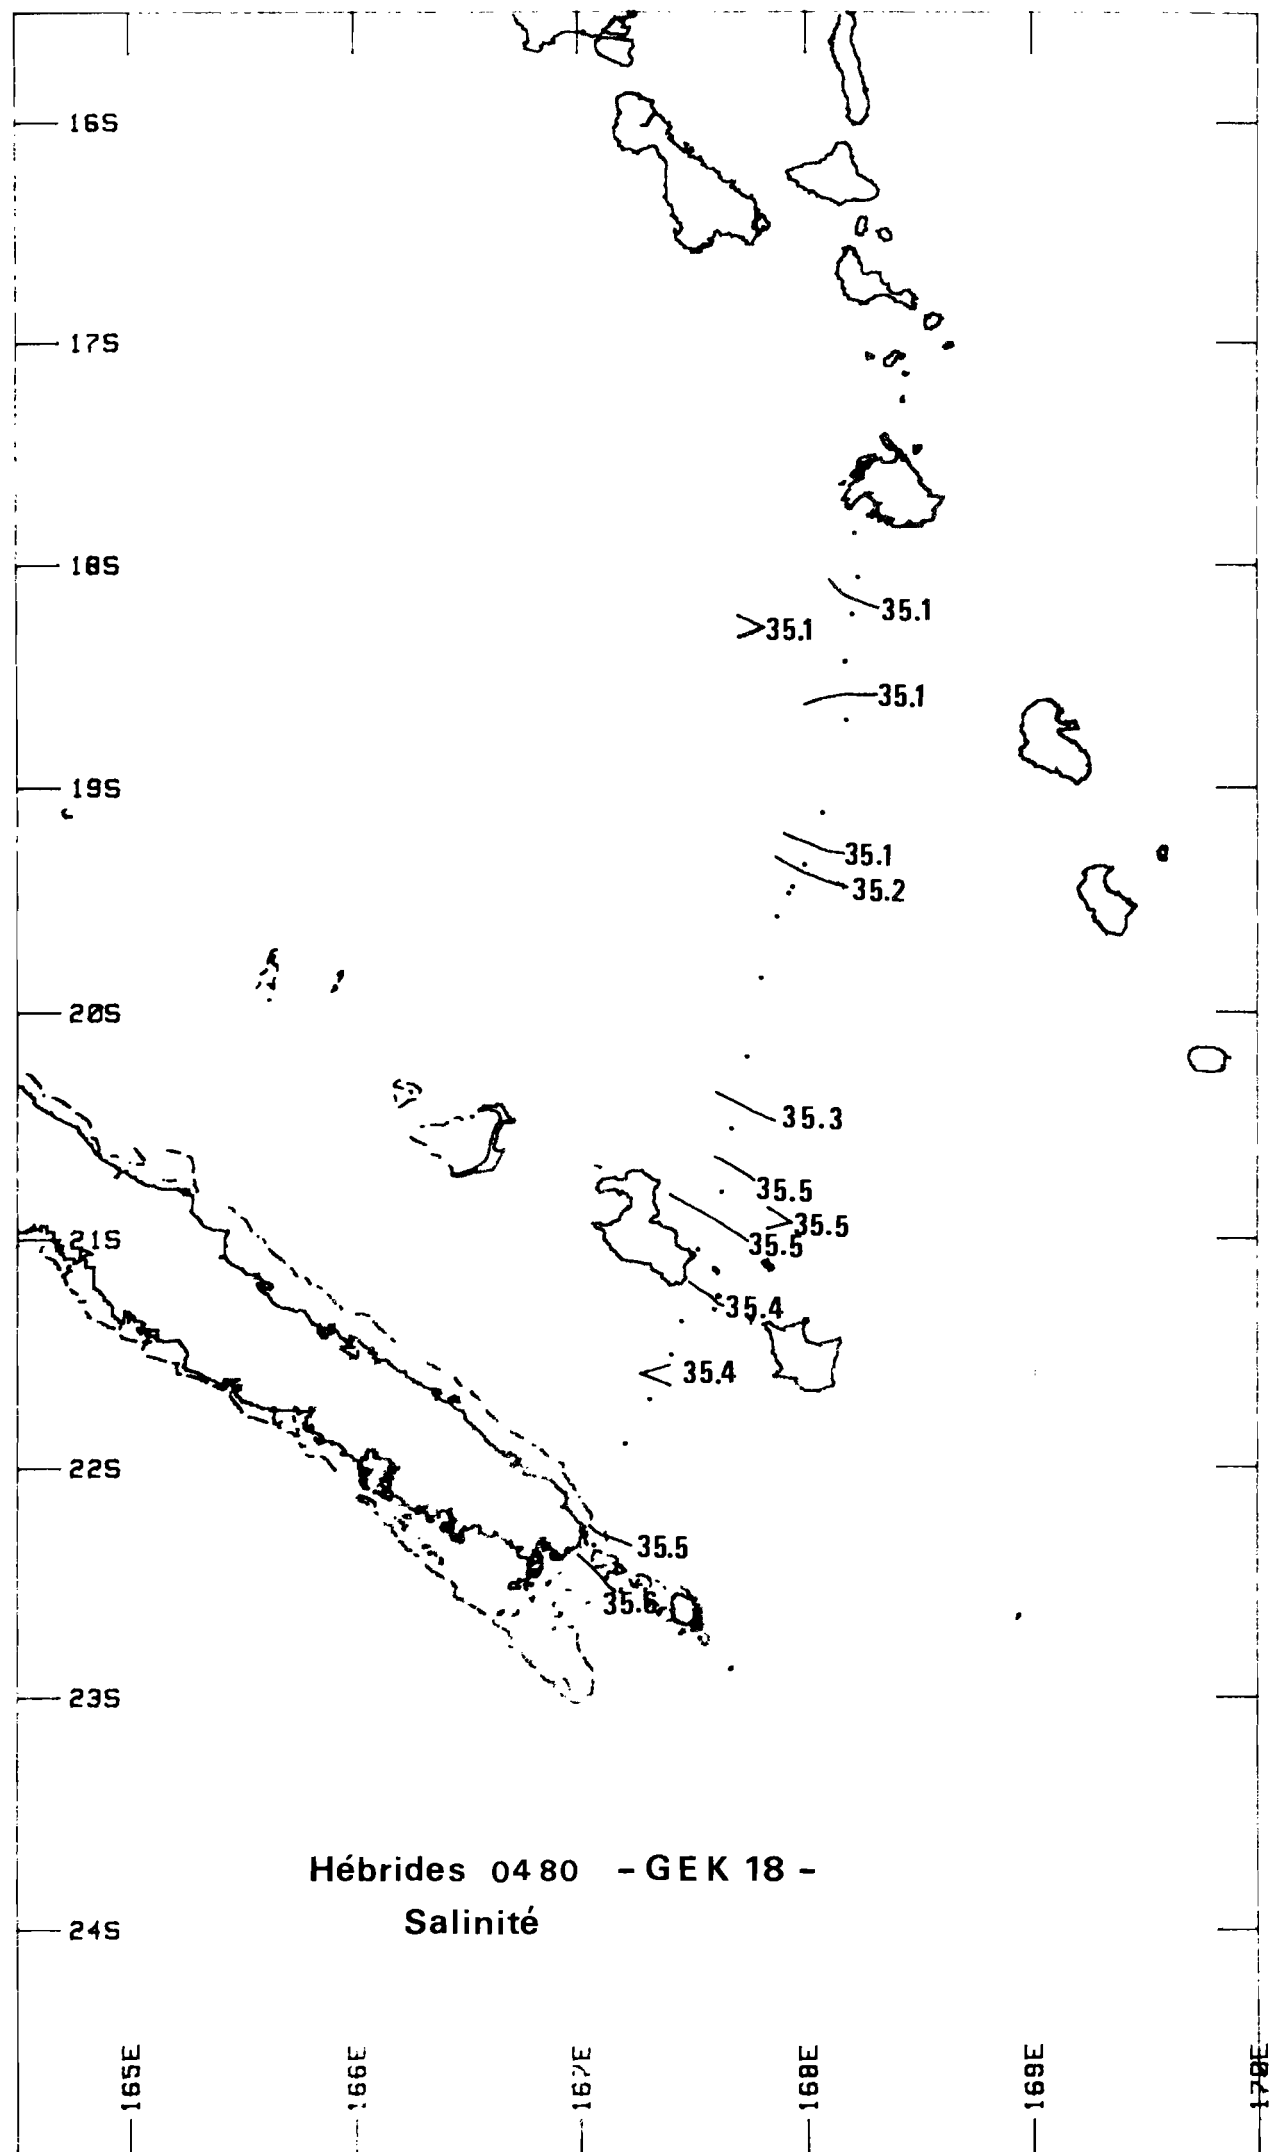 16S
17S
18S
35.1
>35.1
35.1
19S
35.1
35.2
20S
35.3
35.5
>35.5
21S
35.5
35.4
< 35.4
22S
35.5
35.6
23S
Hébrides 0480 - GEK 18 -
Salinité
24S
165E
166E
167E
168E
169E
170E